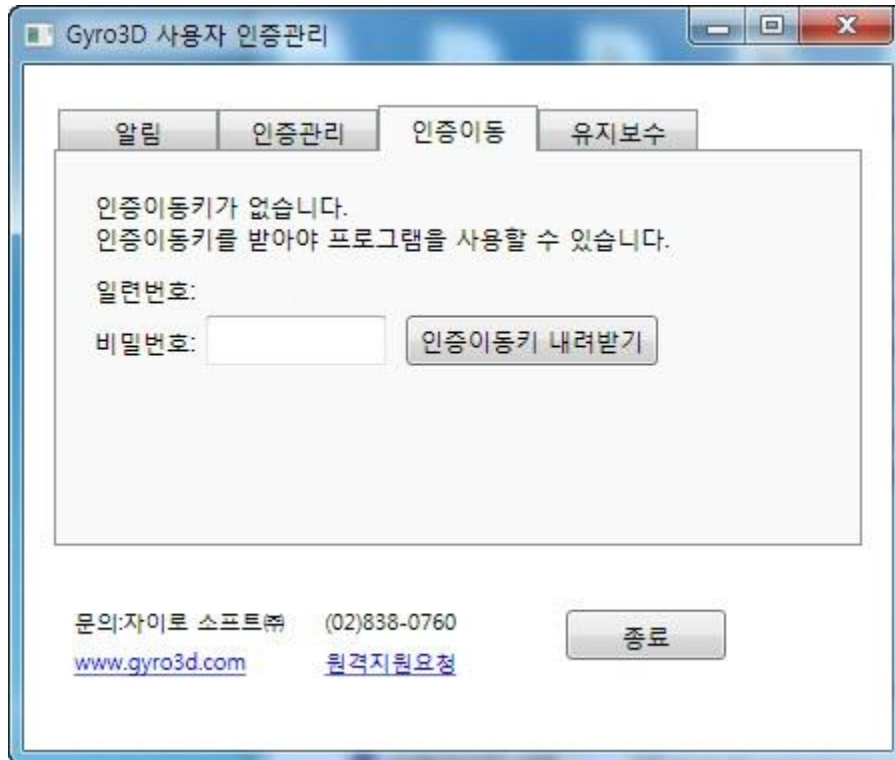 Gyro3D 사용자 인증관리
알림 인증관리 인증이동 유지보수
인증이동키가 없습니다.
인증이동키를 받아야 프로그램을 사용할 수 있습니다.
일련번호:
비밀번호: 인증이동키 내려받기
문의:자이로 소프트㈜ (02)838-0760 종료
www.gyro3d.com 원격지원요청